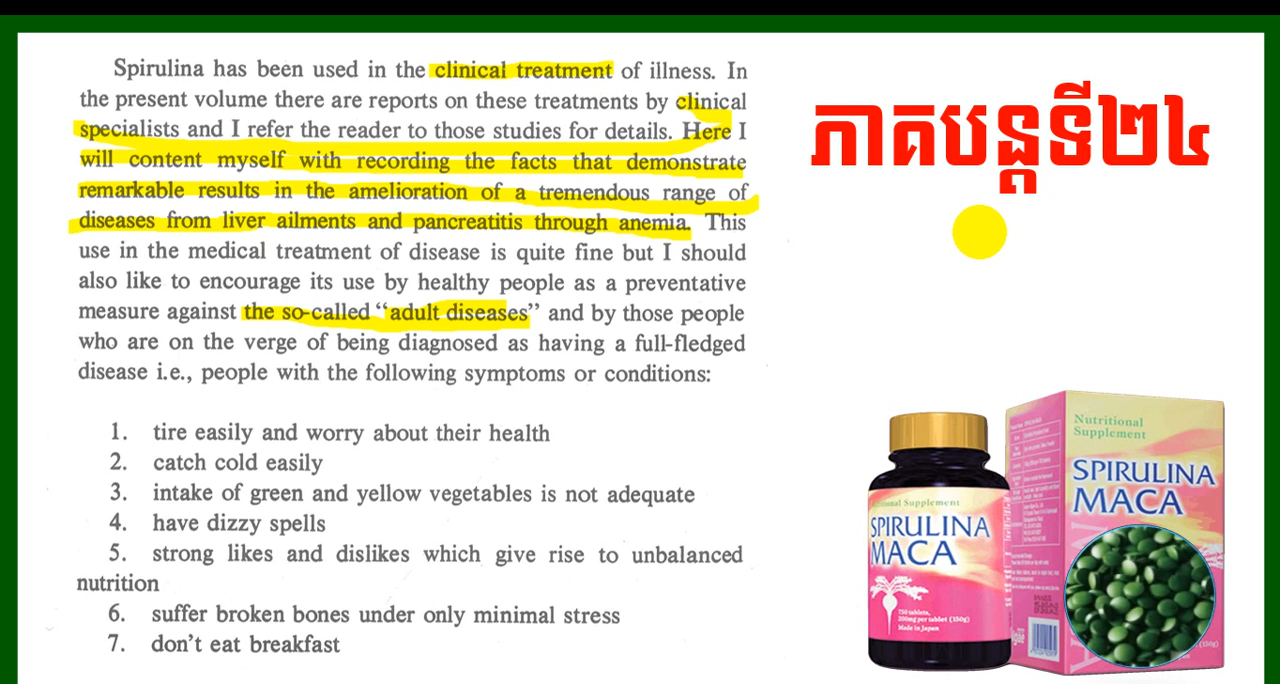 Spirulina has been used in the clinical treatment of illness. In
the present volume there are reports on these treatments by clinical
specialists and I refer the reader to those studies for details. Here I
will content myself with recording the facts that demonstrate
remarkable results in the amelioration of a tremendous range of
diseases from liver ailments and pancreatitis through anemia. This
use in the medical treatment of disease is quite fine but I should
also like to encourage its use by healthy people as a preventative
measure against the so-called “adult diseases” and by those people
who are on the verge of being diagnosed as having a full-fledged
disease i.e., people with the following symptoms or conditions:
1. tire easily and worry about their health
2. catch cold easily
3. intake of green and yellow vegetables is not adequate
4. have dizzy spells
5. strong likes and dislikes which give rise to unbalanced
nutrition
6. suffer broken bones under only minimal stress
7. don’t eat breakfast
ភាគបន្តទី២៤
Nutritional Supplement
SPIRULINA
MACA
750 tablets,
200mg per tablet (150g)
Made in Japan
Nutritional
Supplement
SPIRULINA
MACA